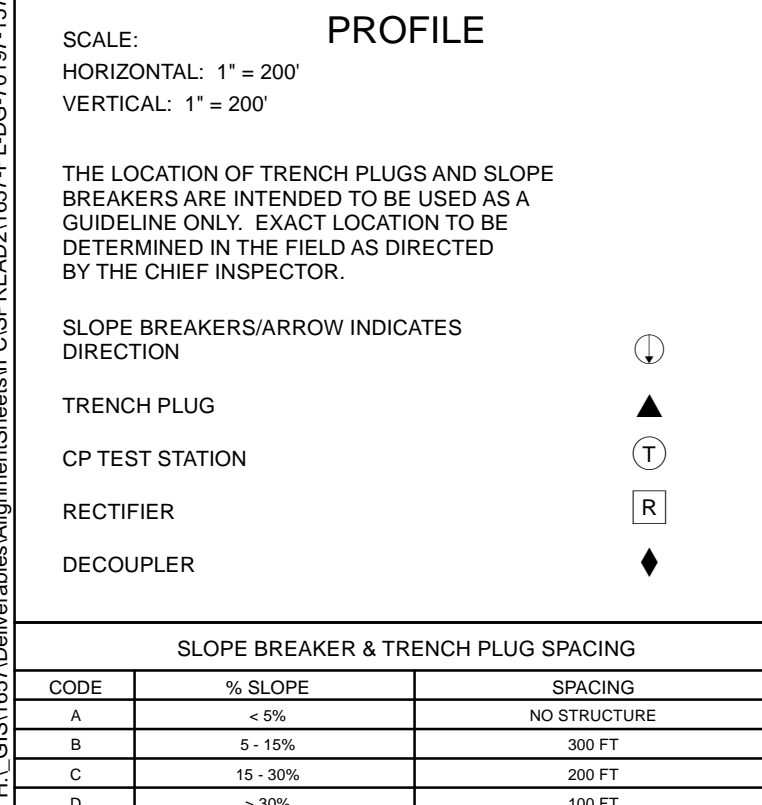 PROFILE
SCALE:
HORIZONTAL: 1" = 200'
VERTICAL: 1" = 200'
THE LOCATION OF TRENCH PLUGS AND SLOPE
BREAKERS ARE INTENDED TO BE USED AS A
GUIDELINE ONLY. EXACT LOCATION TO BE
DETERMINED IN THE FIELD AS DIRECTED
BY THE CHIEF INSPECTOR.
SLOPE BREAKERS/ARROW INDICATES
DIRECTION
TRENCH PLUG
CP TEST STATION T
RECTIFIER R
DECOUPLER
SLOPE BREAKER & TRENCH PLUG SPACING
CODE % SLOPE SPACING
A < 5% NO STRUCTURE
B 5 - 15% 300 FT
C 15 - 30% 200 FT
D > 30% 100 FT